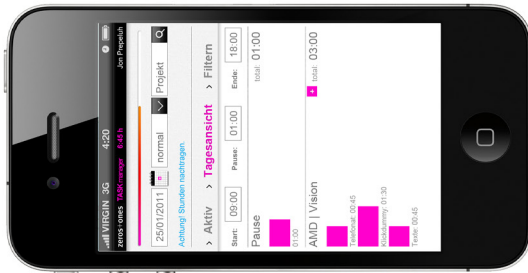 VIRGIN 3G 4:20
zeros+ones TASKmanager 6:45 h Jon Prepeluh
25/01/2011 normal Projekt
Achtung! Stunden nachtragen.
> Aktiv > Tagesansicht > Filtern
Start: 09:00 Pause: 01:00 Ende: 18:00
Pause total: 01:00
01:00
AMD | Vision + total: 03:00
Telefonat: 00:45
Klickdummy: 01:30
Texte: 00:45